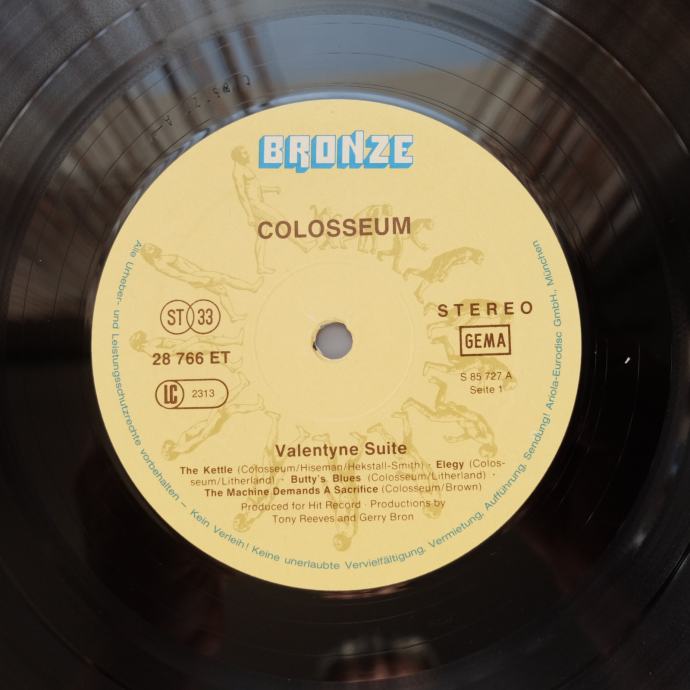 BRONZE
COLOSSEUM
ST 33
STEREO
28 766 ET
GEMA
LC 2313
S 85 727 A
Seite 1
Valentyne Suite
The Kettle (Colosseum/Hiseman/Hekstall-Smith) · Elegy (Colos-
seum/Litherland) · Butty's Blues (Colosseum/Litherland) ·
The Machine Demands A Sacrifice (Colosseum/Brown)
Produced for Hit Record · Productions by
Tony Reeves and Gerry Bron
Alle Urheber- und Leistungsschutzrechte vorbehalten – Kein Verleih! Keine unerlaubte Vervielfältigung, Vermietung, Aufführung, Sendung! Ariola-Eurodisc GmbH., München